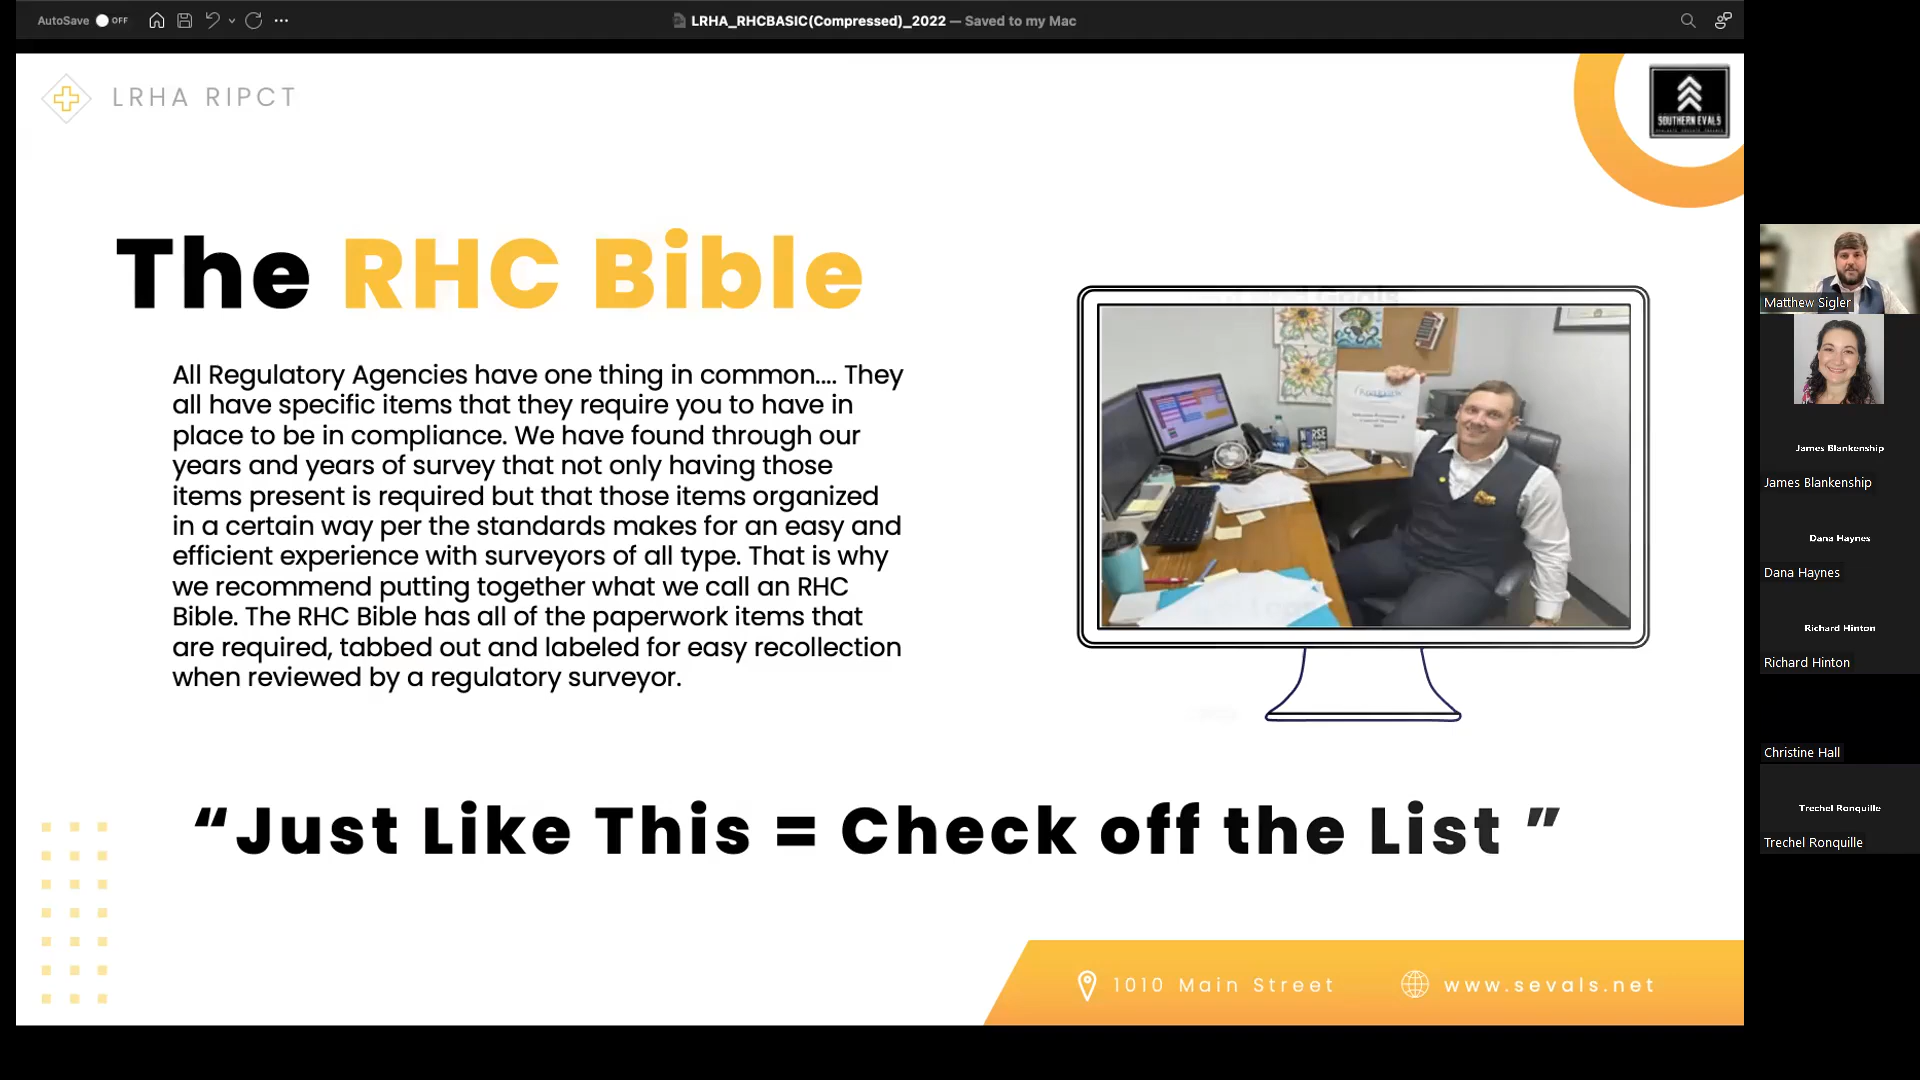 AutoSave OFF
LRHA_RHCBASIC(Compressed)_2022 — Saved to my Mac
LRHA RIPCT
SOUTHERN EVALS
The RHC Bible
All Regulatory Agencies have one thing in common.... They
all have specific items that they require you to have in
place to be in compliance. We have found through our
years and years of survey that not only having those
items present is required but that those items organized
in a certain way per the standards makes for an easy and
efficient experience with surveyors of all type. That is why
we recommend putting together what we call an RHC
Bible. The RHC Bible has all of the paperwork items that
are required, tabbed out and labeled for easy recollection
when reviewed by a regulatory surveyor.
“Just Like This = Check off the List ”
1010 Main Street
www.sevals.net
Matthew Sigler
James Blankenship
James Blankenship
Dana Haynes
Dana Haynes
Richard Hinton
Richard Hinton
Christine Hall
Trechel Ronquille
Trechel Ronquille